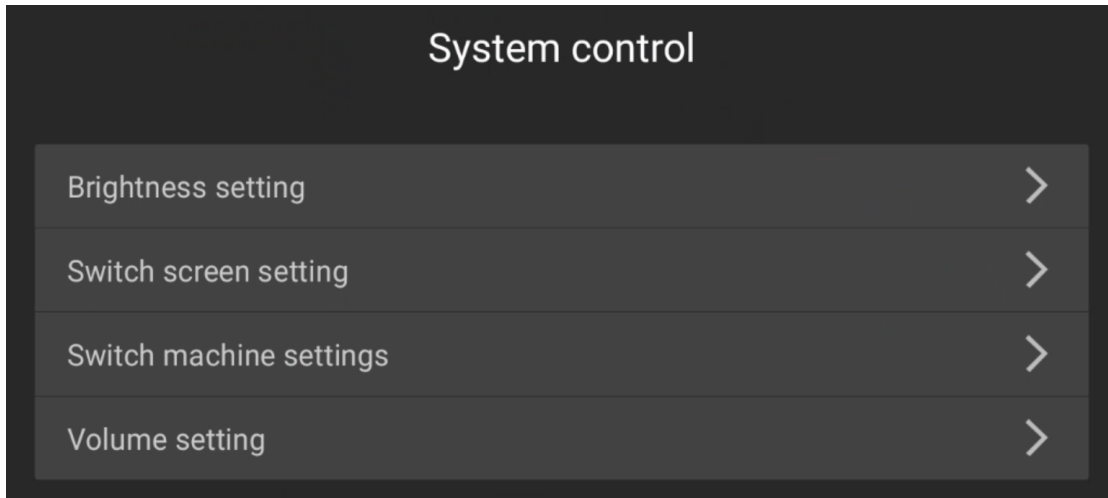 System control
Brightness setting
Switch screen setting
Switch machine settings
Volume setting